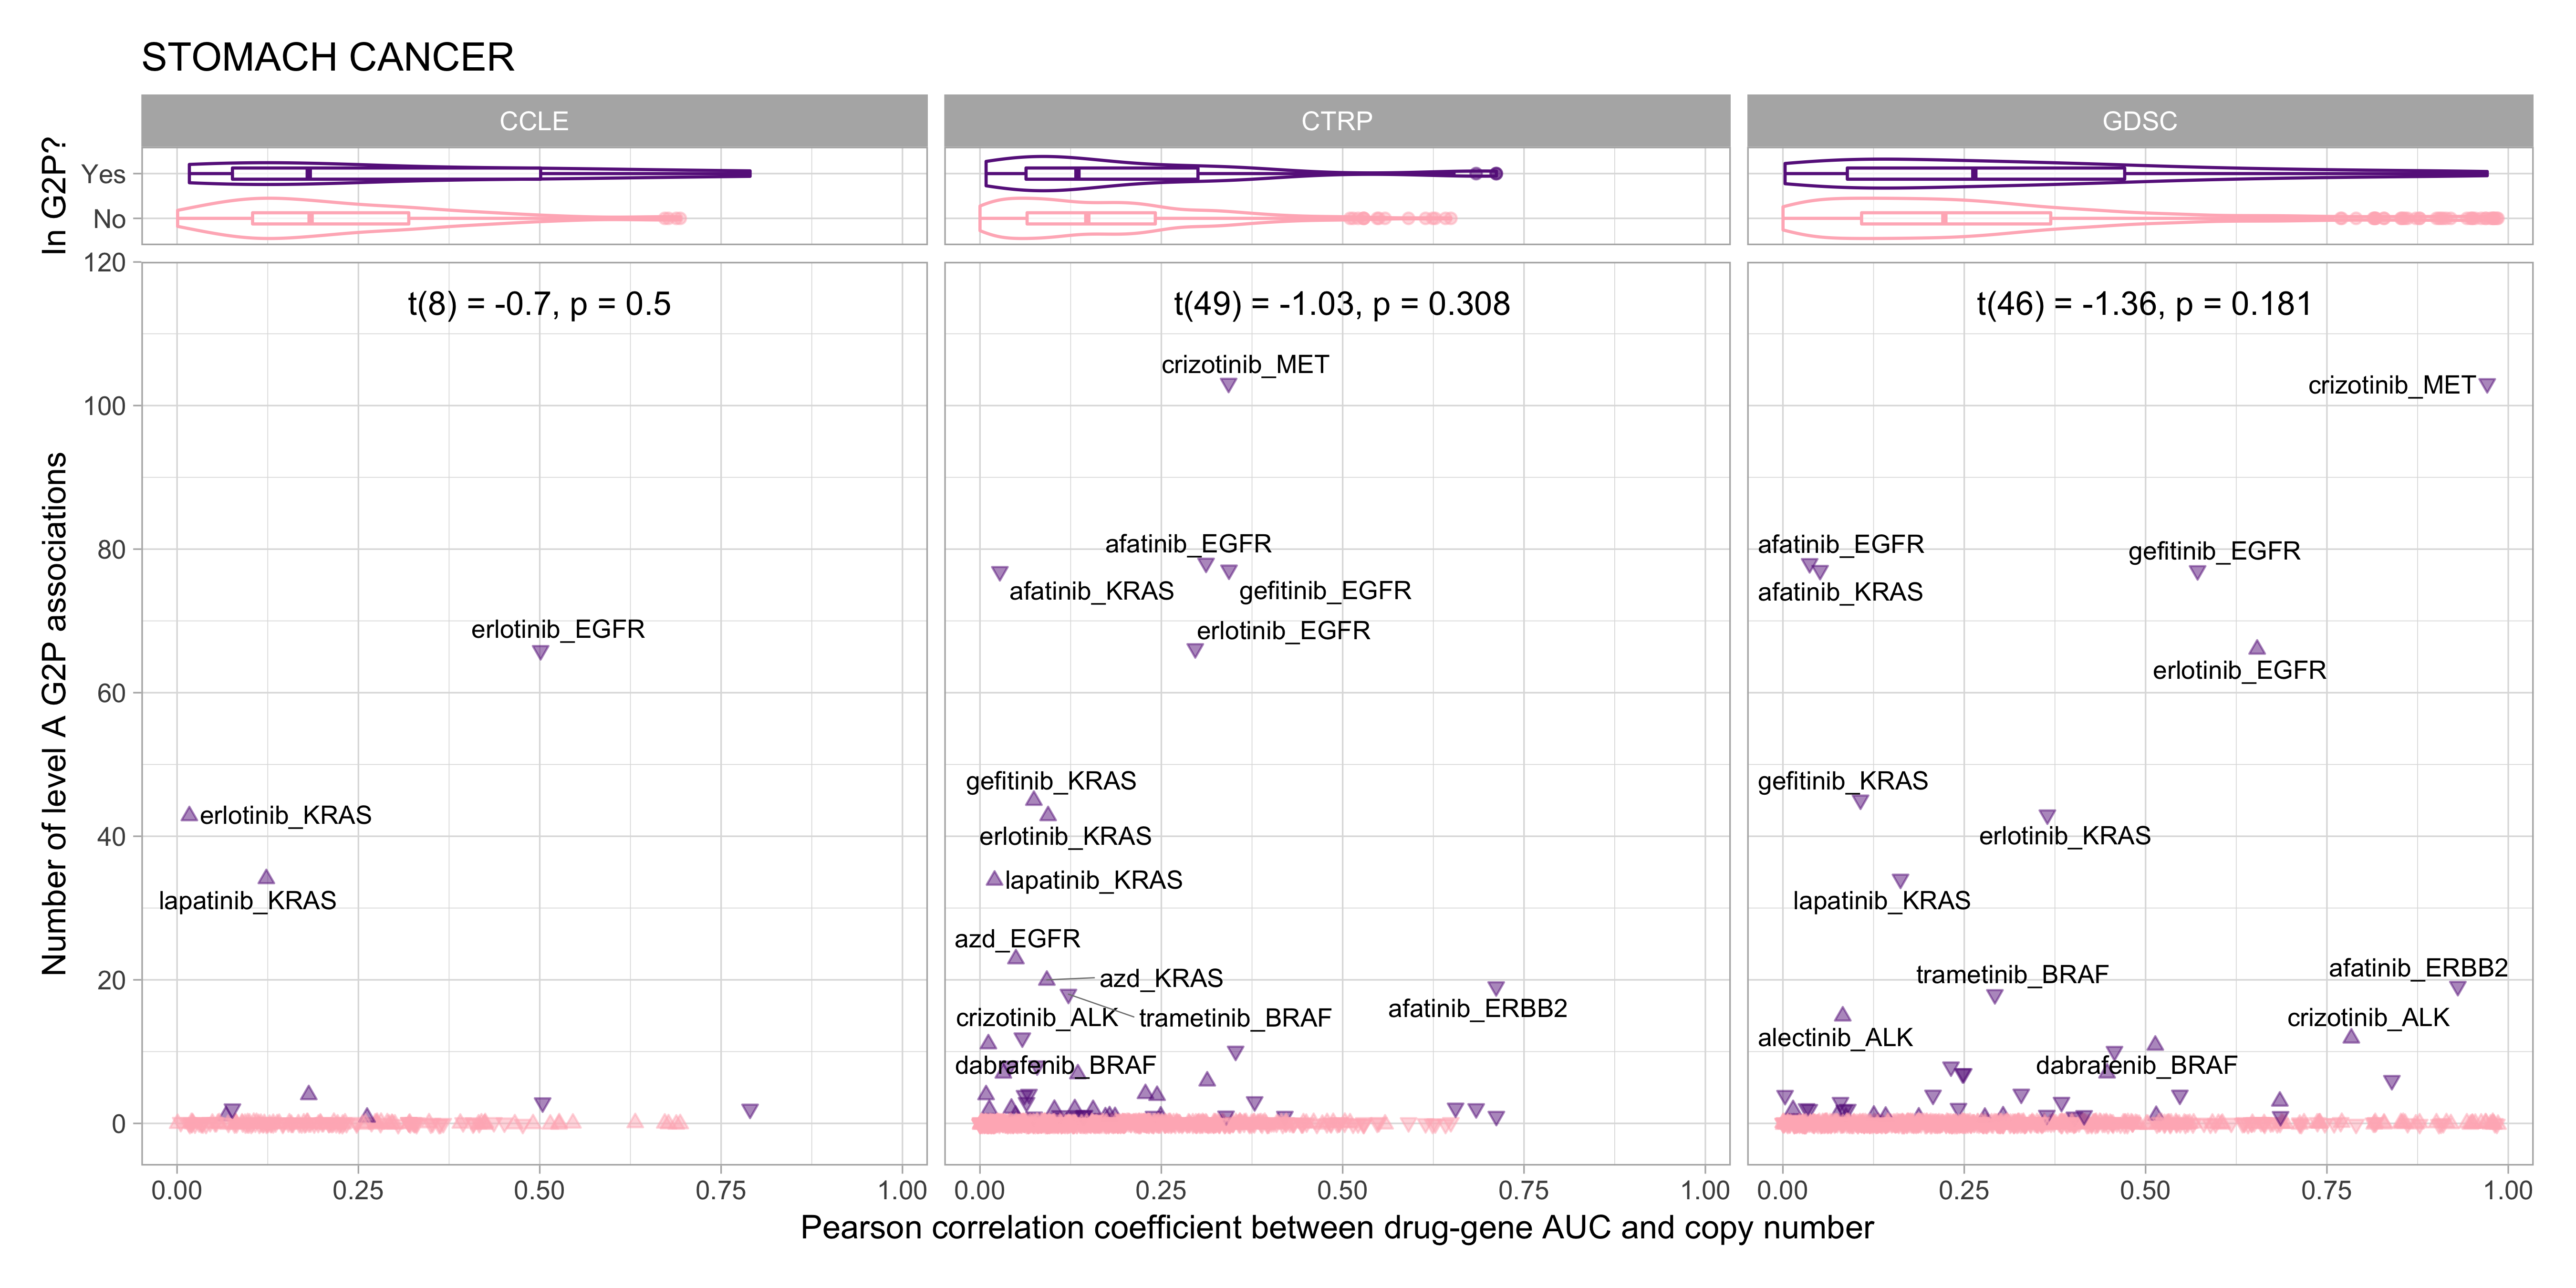 STOMACH CANCER
CCLE
CTRP
GDSC
In G2P?
Yes
No
Number of level A G2P associations
120
100
80
60
40
20
0
t(8) = -0.7, p = 0.5
erlotinib_EGFR
erlotinib_KRAS
lapatinib_KRAS
t(49) = -1.03, p = 0.308
crizotinib_MET
afatinib_EGFR
afatinib_KRAS
gefitinib_EGFR
erlotinib_EGFR
gefitinib_KRAS
erlotinib_KRAS
lapatinib_KRAS
azd_EGFR
azd_KRAS
afatinib_ERBB2
crizotinib_ALK
trametinib_BRAF
dabrafenib_BRAF
t(46) = -1.36, p = 0.181
crizotinib_MET
afatinib_EGFR
gefitinib_EGFR
afatinib_KRAS
erlotinib_EGFR
gefitinib_KRAS
erlotinib_KRAS
lapatinib_KRAS
trametinib_BRAF
afatinib_ERBB2
crizotinib_ALK
alectinib_ALK
dabrafenib_BRAF
0.00 0.25 0.50 0.75 1.00
0.00 0.25 0.50 0.75 1.00
0.00 0.25 0.50 0.75 1.00
Pearson correlation coefficient between drug-gene AUC and copy number